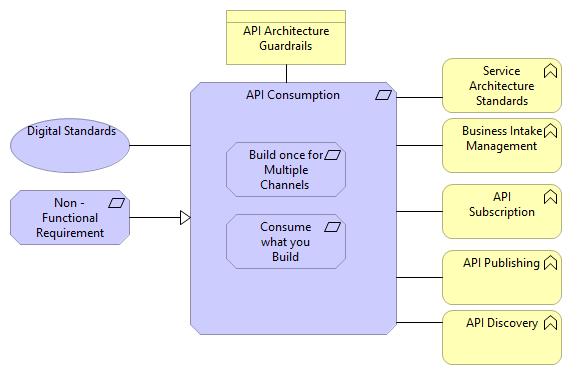 API Architecture
Guardrails
API Consumption
Digital Standards
Non -
Functional
Requirement
Build once for
Multiple
Channels
Consume
what you
Build
Service
Architecture
Standards
Business Intake
Management
API
Subscription
API Publishing
API Discovery